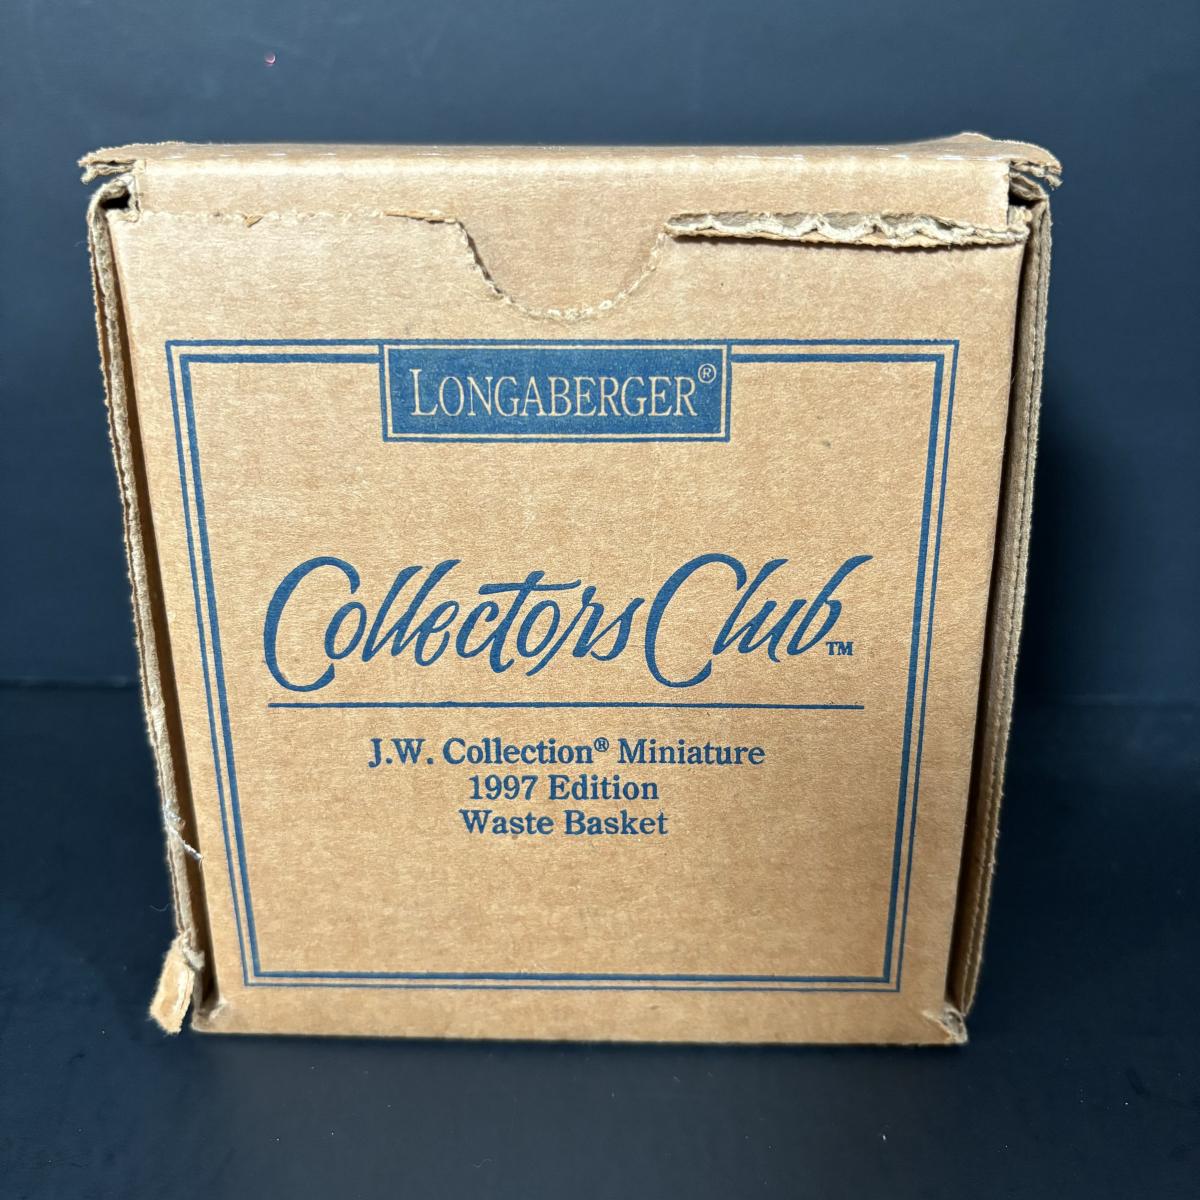 LONGABERGER®
Collectors Club™
J.W. Collection® Miniature
1997 Edition
Waste Basket